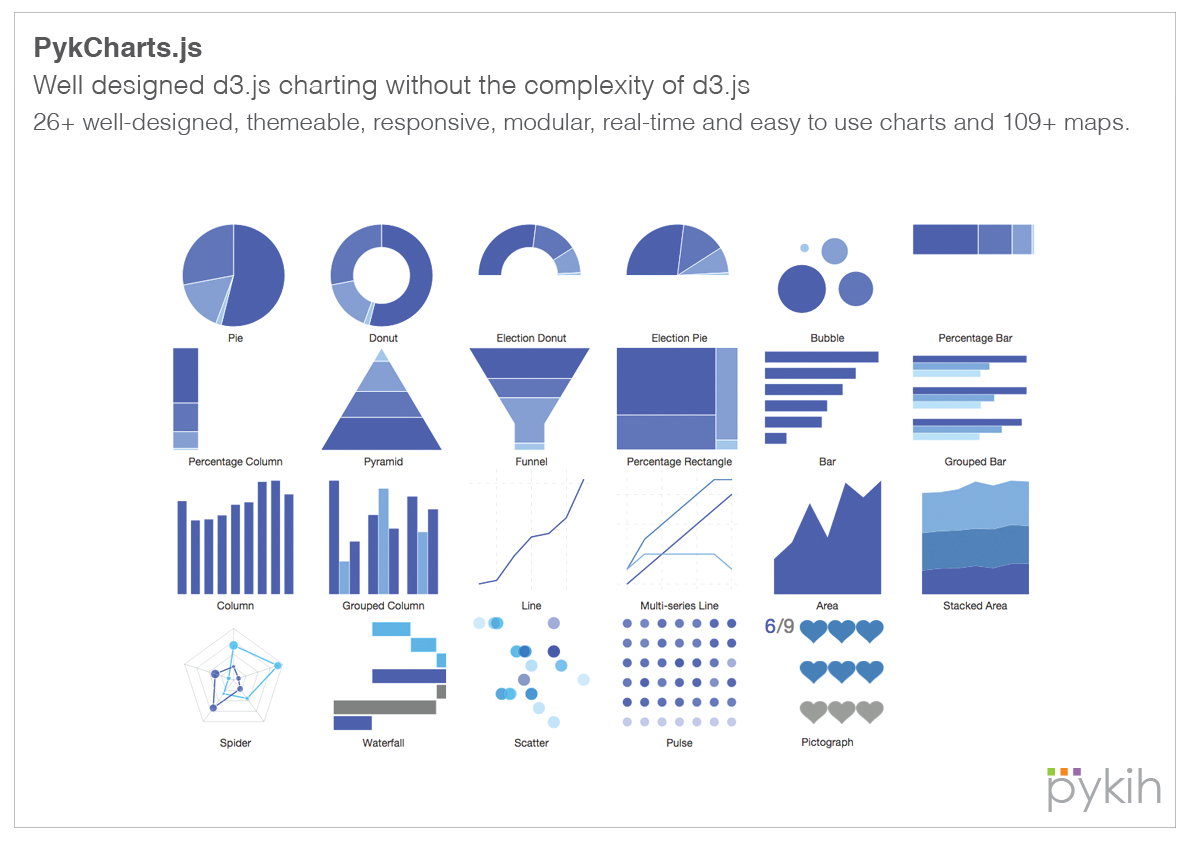 PykCharts.js
Well designed d3.js charting without the complexity of d3.js
26+ well-designed, themeable, responsive, modular, real-time and easy to use charts and 109+ maps.
Pie
Donut
Election Donut
Election Pie
Bubble
Percentage Bar
Percentage Column
Pyramid
Funnel
Percentage Rectangle
Bar
Grouped Bar
Column
Grouped Column
Line
Multi-series Line
Area
Stacked Area
6/9
Spider
Waterfall
Scatter
Pulse
Pictograph
pykih